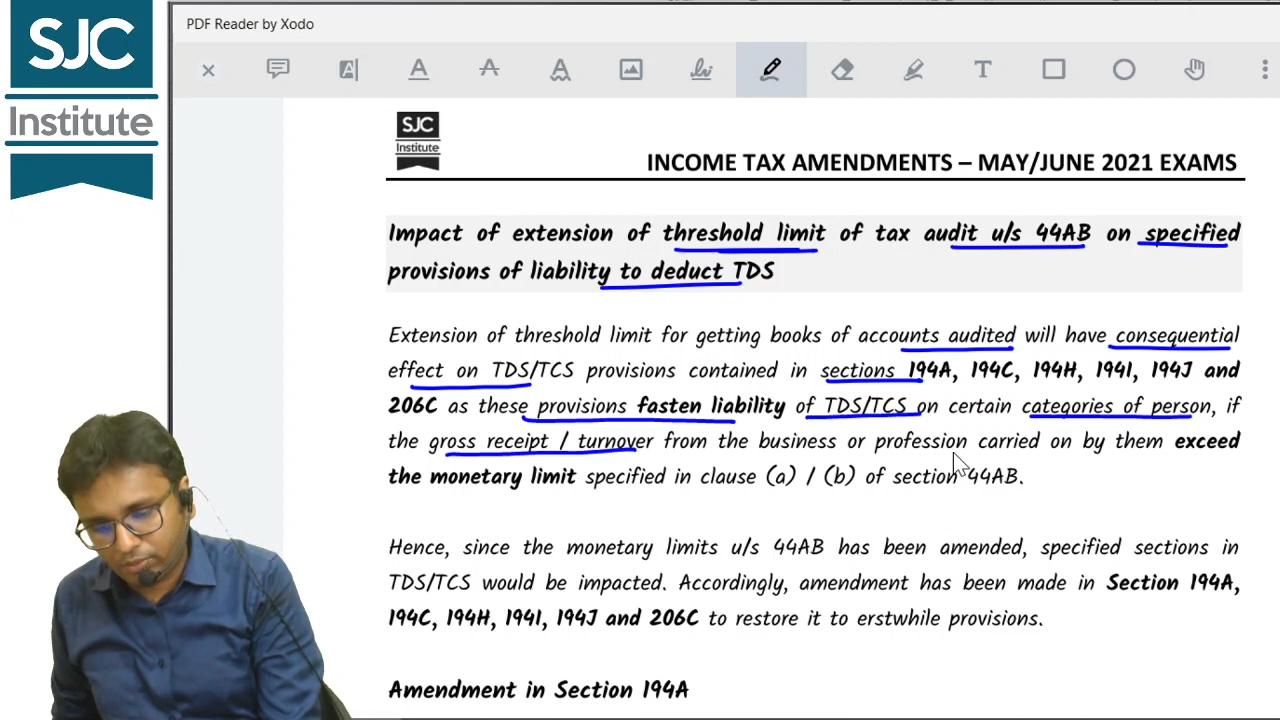 SJC
Institute
PDF Reader by Xodo
SJC
Institute
INCOME TAX AMENDMENTS – MAY/JUNE 2021 EXAMS
Impact of extension of threshold limit of tax audit u/s 44AB on specified
provisions of liability to deduct TDS
Extension of threshold limit for getting books of accounts audited will have consequential
effect on TDS/TCS provisions contained in sections 194A, 194C, 194H, 194I, 194J and
206C as these provisions fasten liability of TDS/TCS on certain categories of person, if
the gross receipt / turnover from the business or profession carried on by them exceed
the monetary limit specified in clause (a) / (b) of section 44AB.
Hence, since the monetary limits u/s 44AB has been amended, specified sections in
TDS/TCS would be impacted. Accordingly, amendment has been made in Section 194A,
194C, 194H, 194I, 194J and 206C to restore it to erstwhile provisions.
Amendment in Section 194A